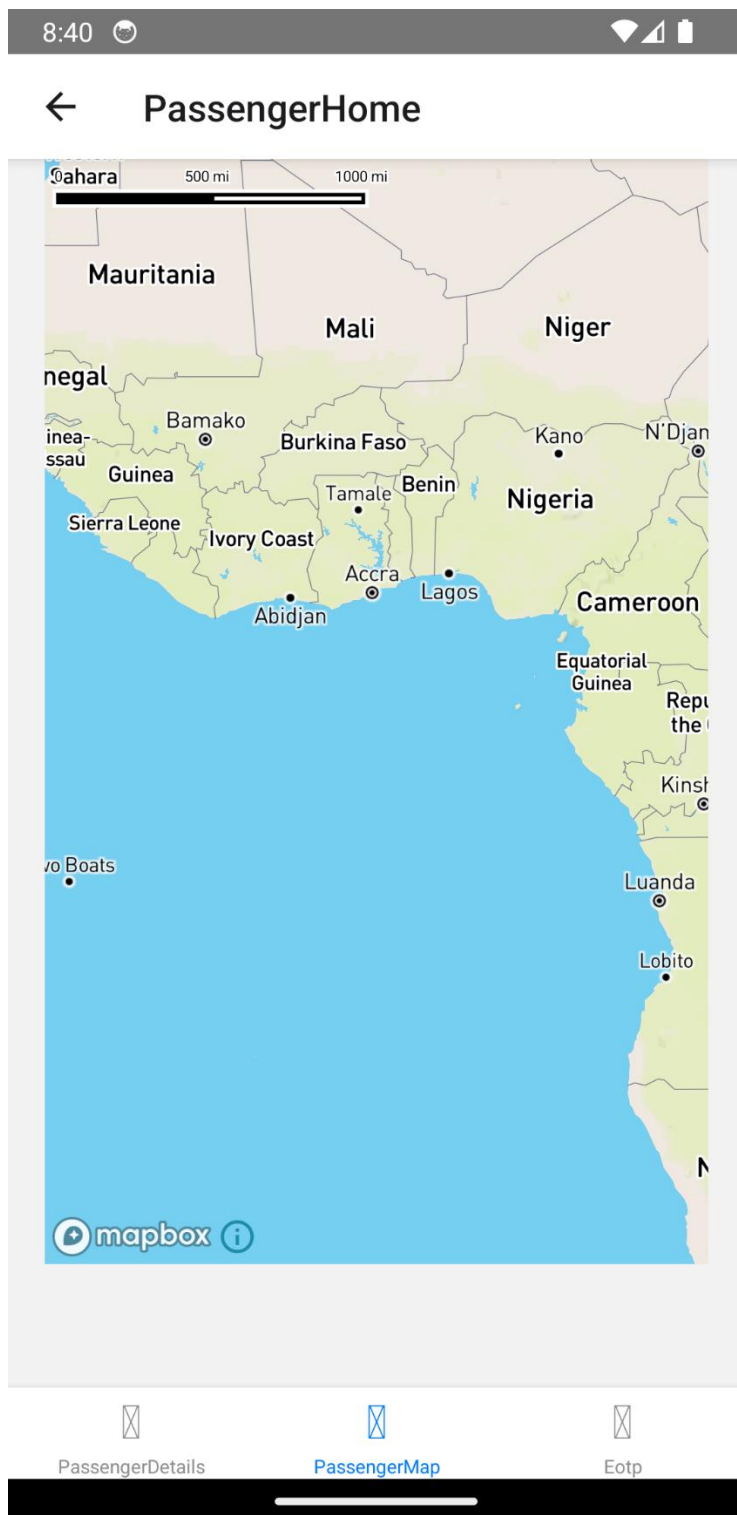 8:40
PassengerHome
Sahara
0 500 mi 1000 mi
Mauritania
Mali
Niger
negal
Bamako
Burkina Faso
Kano
N'Djan
inea-
ssau
Guinea
Tamale
Benin
Nigeria
Sierra Leone
Ivory Coast
Accra
Lagos
Abidjan
Cameroon
Equatorial
Guinea
Repu
the
Kinsh
vo Boats
Luanda
Lobito
N
mapbox
PassengerDetails
PassengerMap
Eotp